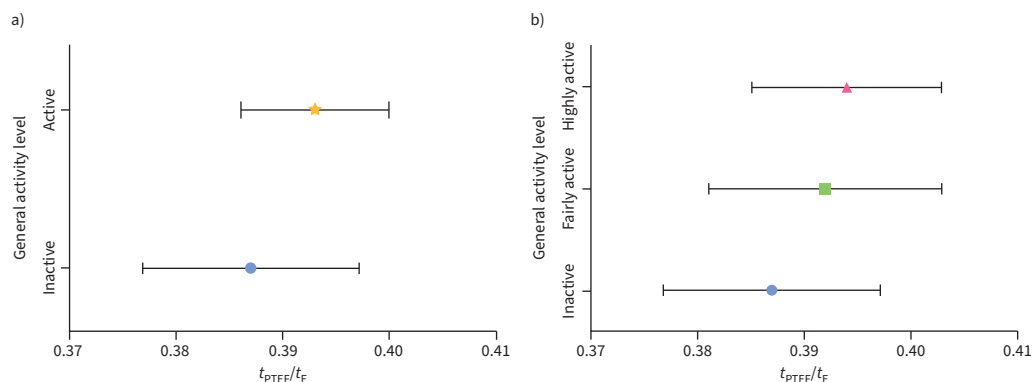 a)
General activity level
Active
Inactive
0.37 0.38 0.39 0.40 0.41
tPTEF/tE
b)
General activity level
Highly active
Fairly active
Inactive
0.37 0.38 0.39 0.40 0.41
tPTEF/tE